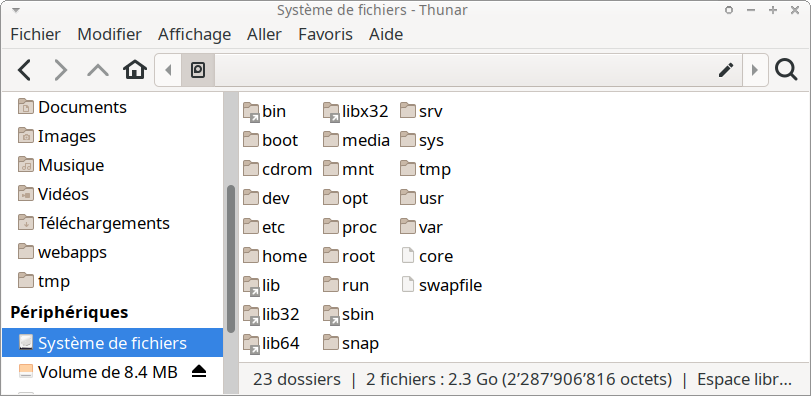 Système de fichiers - Thunar
Fichier Modifier Affichage Aller Favoris Aide
Documents
Images
Musique
Vidéos
Téléchargements
webapps
tmp
Périphériques
Système de fichiers
Volume de 8.4 MB
bin
boot
cdrom
dev
etc
home
lib
lib32
lib64
libx32
media
mnt
opt
proc
root
run
sbin
snap
srv
sys
tmp
usr
var
core
swapfile
23 dossiers | 2 fichiers : 2.3 Go (2’287’906’816 octets) | Espace libr...